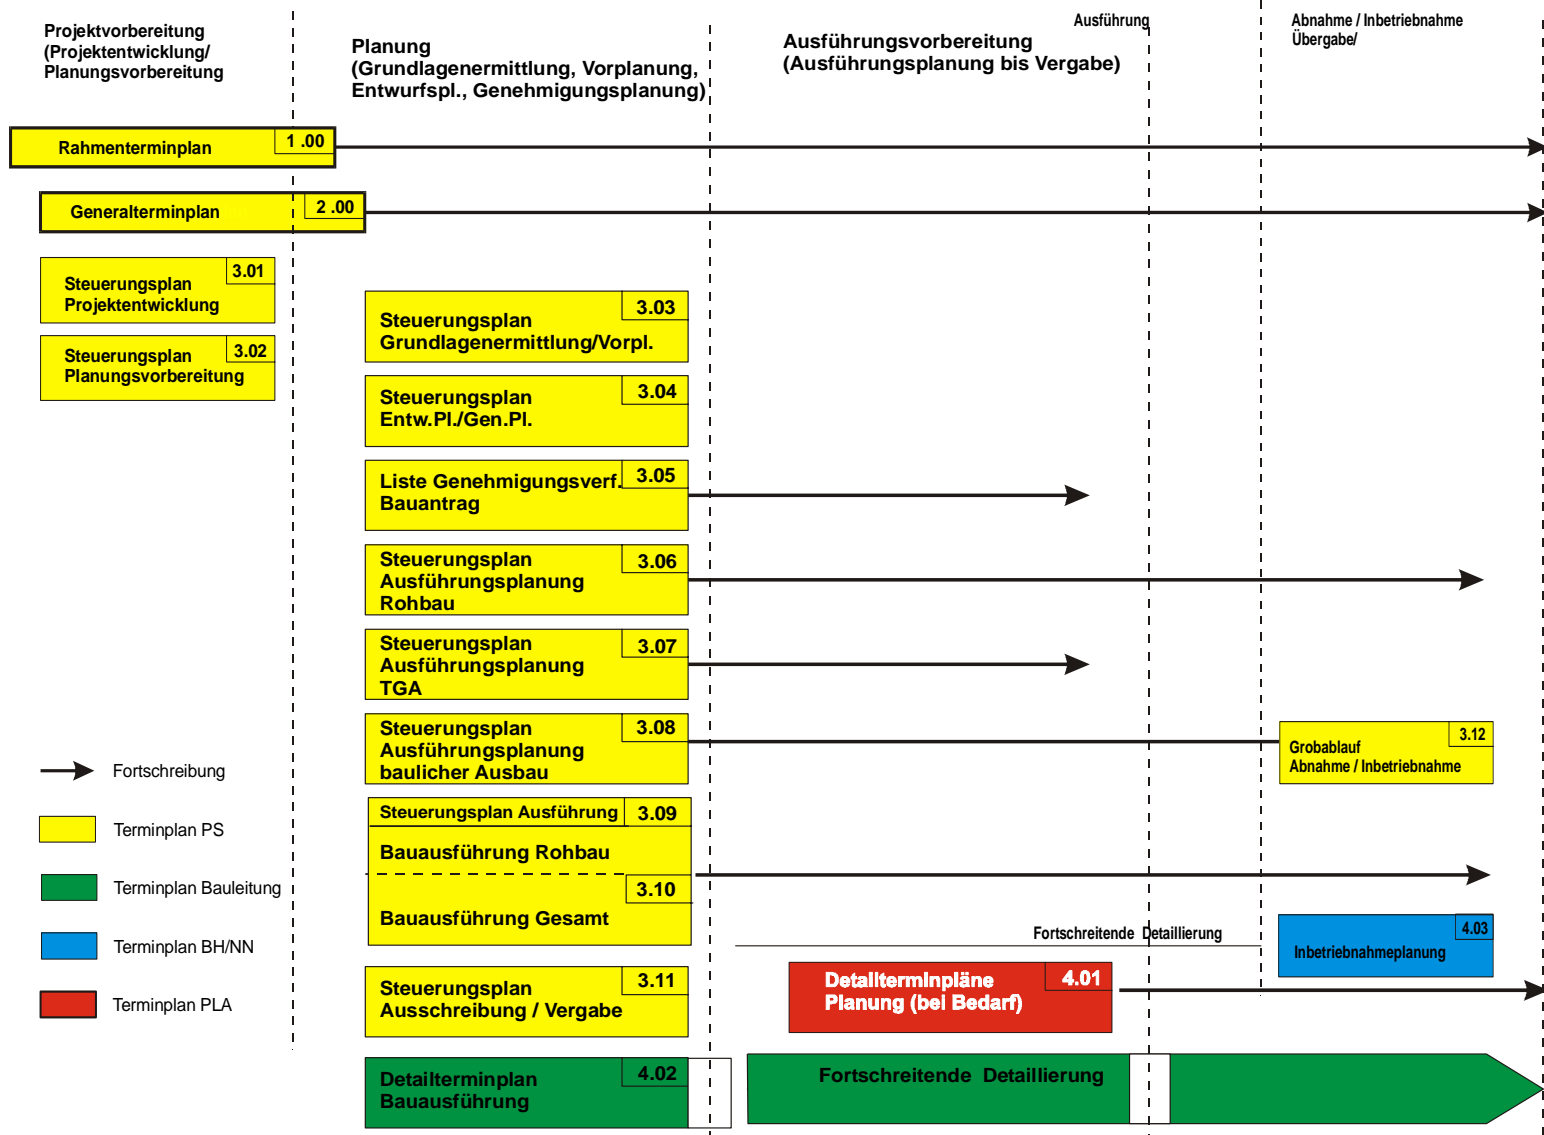 Projektvorbereitung
(Projektentwicklung/
Planungsvorbereitung
Planung
(Grundlagenermittlung, Vorplanung,
Entwurfspl., Genehmigungsplanung)
Ausführungsvorbereitung
(Ausführungsplanung bis Vergabe)
Ausführung
Abnahme / Inbetriebnahme
Übergabe/
Rahmenterminplan
1 .00
Generalterminplan
2 .00
3.01
Steuerungsplan
Projektentwicklung
3.02
Steuerungsplan
Planungsvorbereitung
3.03
Steuerungsplan
Grundlagenermittlung/Vorpl.
3.04
Steuerungsplan
Entw.Pl./Gen.Pl.
3.05
Liste Genehmigungsverf.
Bauantrag
3.06
Steuerungsplan
Ausführungsplanung
Rohbau
3.07
Steuerungsplan
Ausführungsplanung
TGA
3.08
Steuerungsplan
Ausführungsplanung
baulicher Ausbau
3.12
Grobablauf
Abnahme / Inbetriebnahme
Steuerungsplan Ausführung
3.09
Bauausführung Rohbau
3.10
Bauausführung Gesamt
Fortschreitende Detaillierung
4.03
Inbetriebnahmeplanung
3.11
Steuerungsplan
Ausschreibung / Vergabe
4.01
Detailterminpläne
Planung (bei Bedarf)
4.02
Detailterminplan
Bauausführung
Fortschreitende Detaillierung
Fortschreibung
Terminplan PS
Terminplan Bauleitung
Terminplan BH/NN
Terminplan PLA